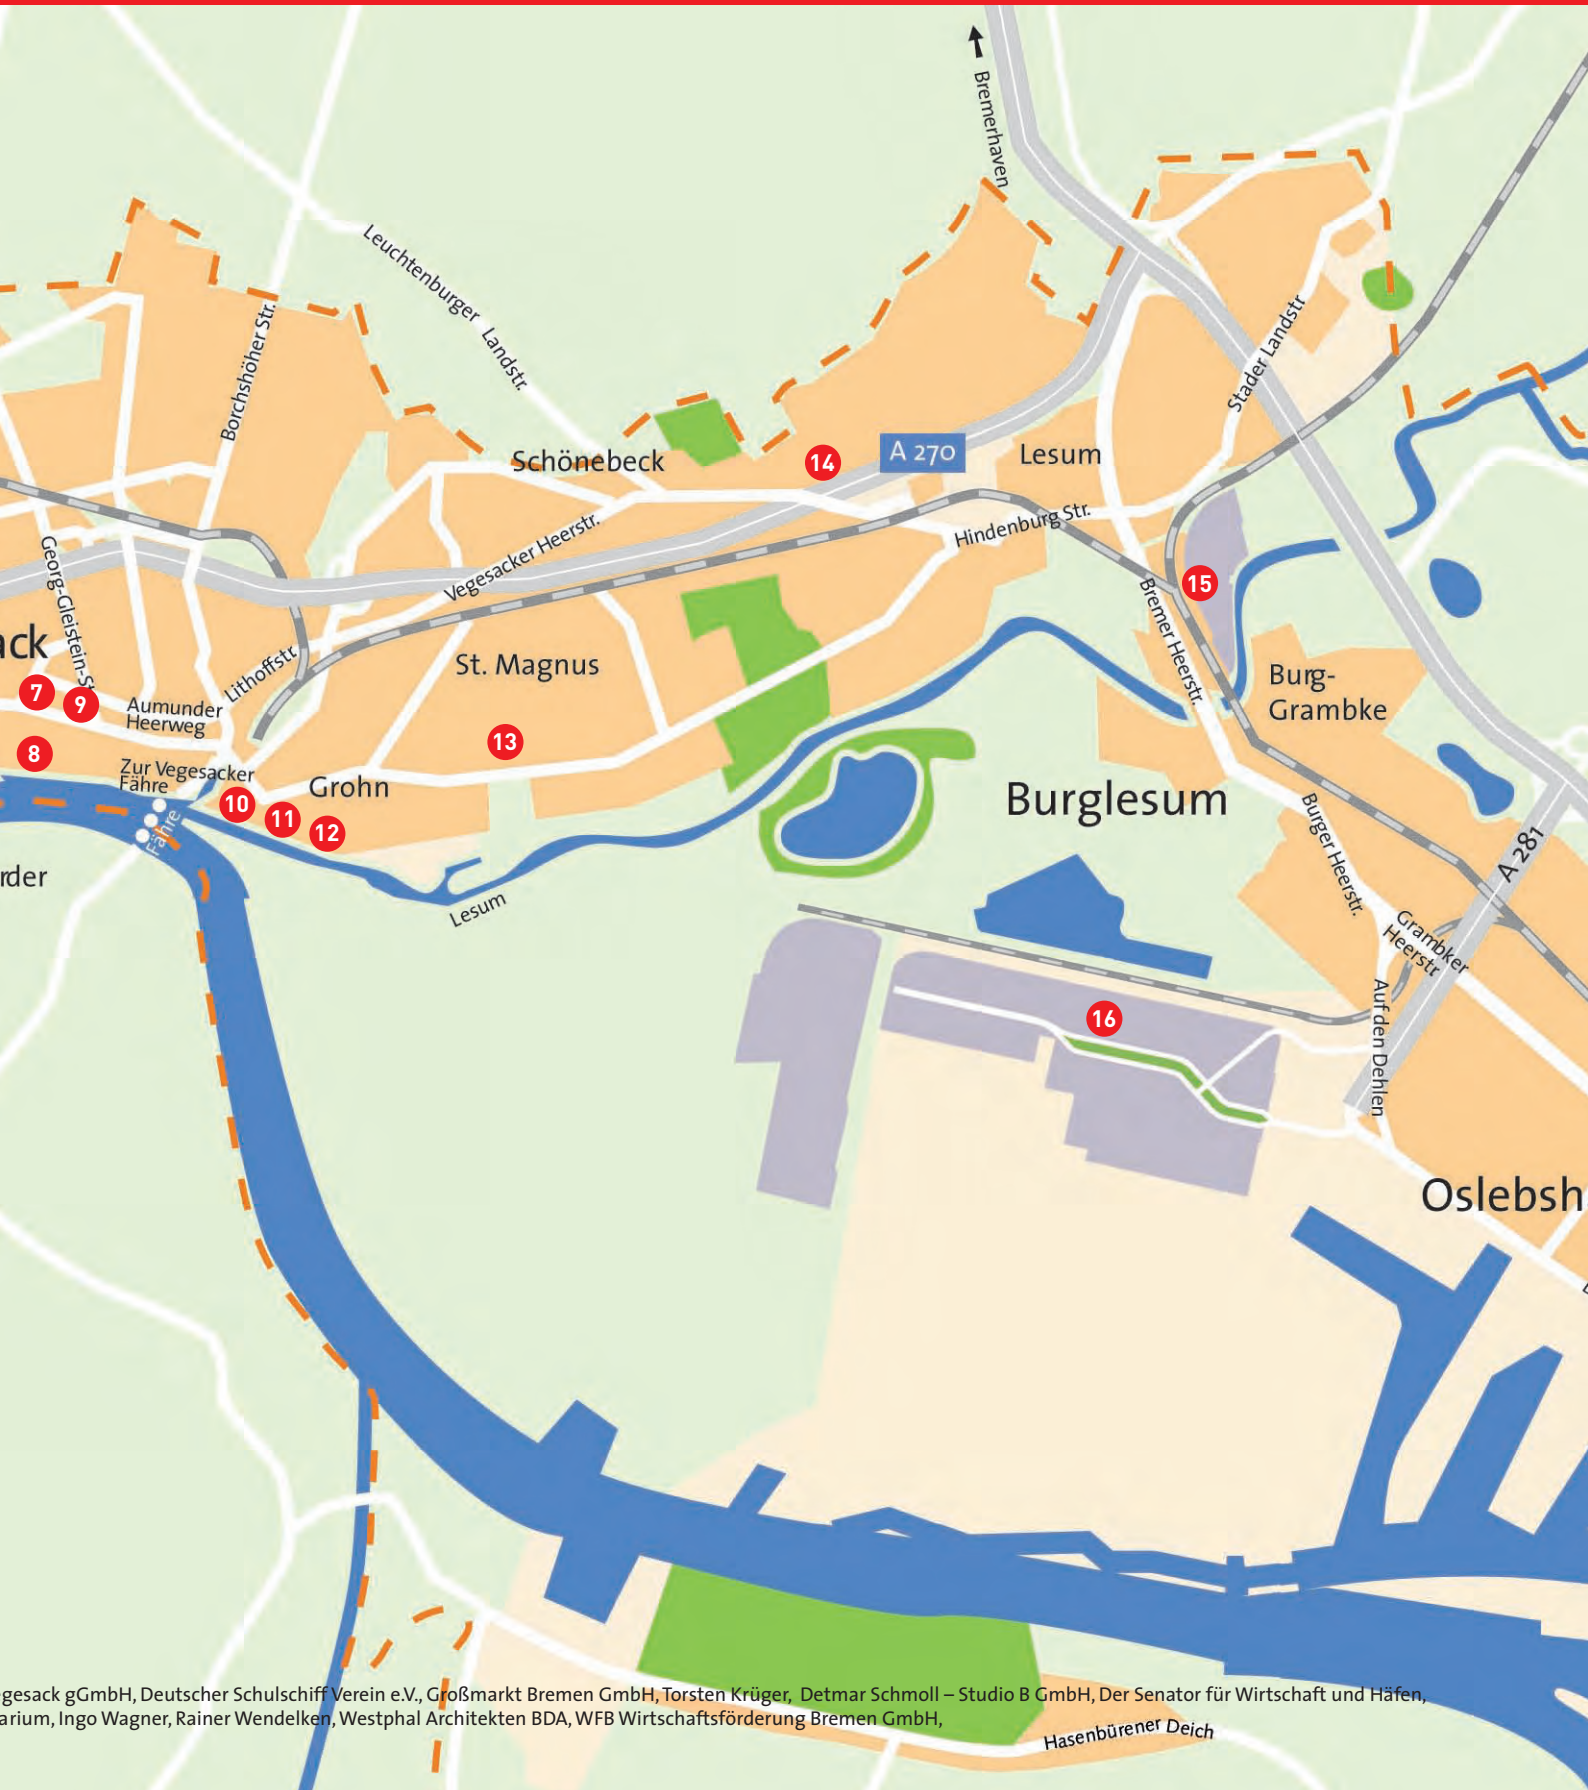 Bremerhaven
Leuchtenburger Landstr.
Borchshöher Str.
Stader Landstr
Schönebeck
14
A 270
Lesum
Hindenburg Str.
Vegesacker Heerstr.
Georg-Gleistein-St
15
Bremer Heerstr.
ack
Lithoffstr.
St. Magnus
Burg-
Grambke
7
9
Aumunder
Heerweg
13
8
Zur Vegesacker
Fähre
Grohn
10
11
12
Fähre
Burglesum
Burger Heerstr.
A 281
rder
Lesum
Grambker
Heerstr
Auf den Dehlen
16
Oslebsh
gesack gGmbH, Deutscher Schulschiff Verein e.V., Großmarkt Bremen GmbH, Torsten Krüger, Detmar Schmoll – Studio B GmbH, Der Senator für Wirtschaft und Häfen,
arium, Ingo Wagner, Rainer Wendelken, Westphal Architekten BDA, WFB Wirtschaftsförderung Bremen GmbH,
Hasenbürener Deich